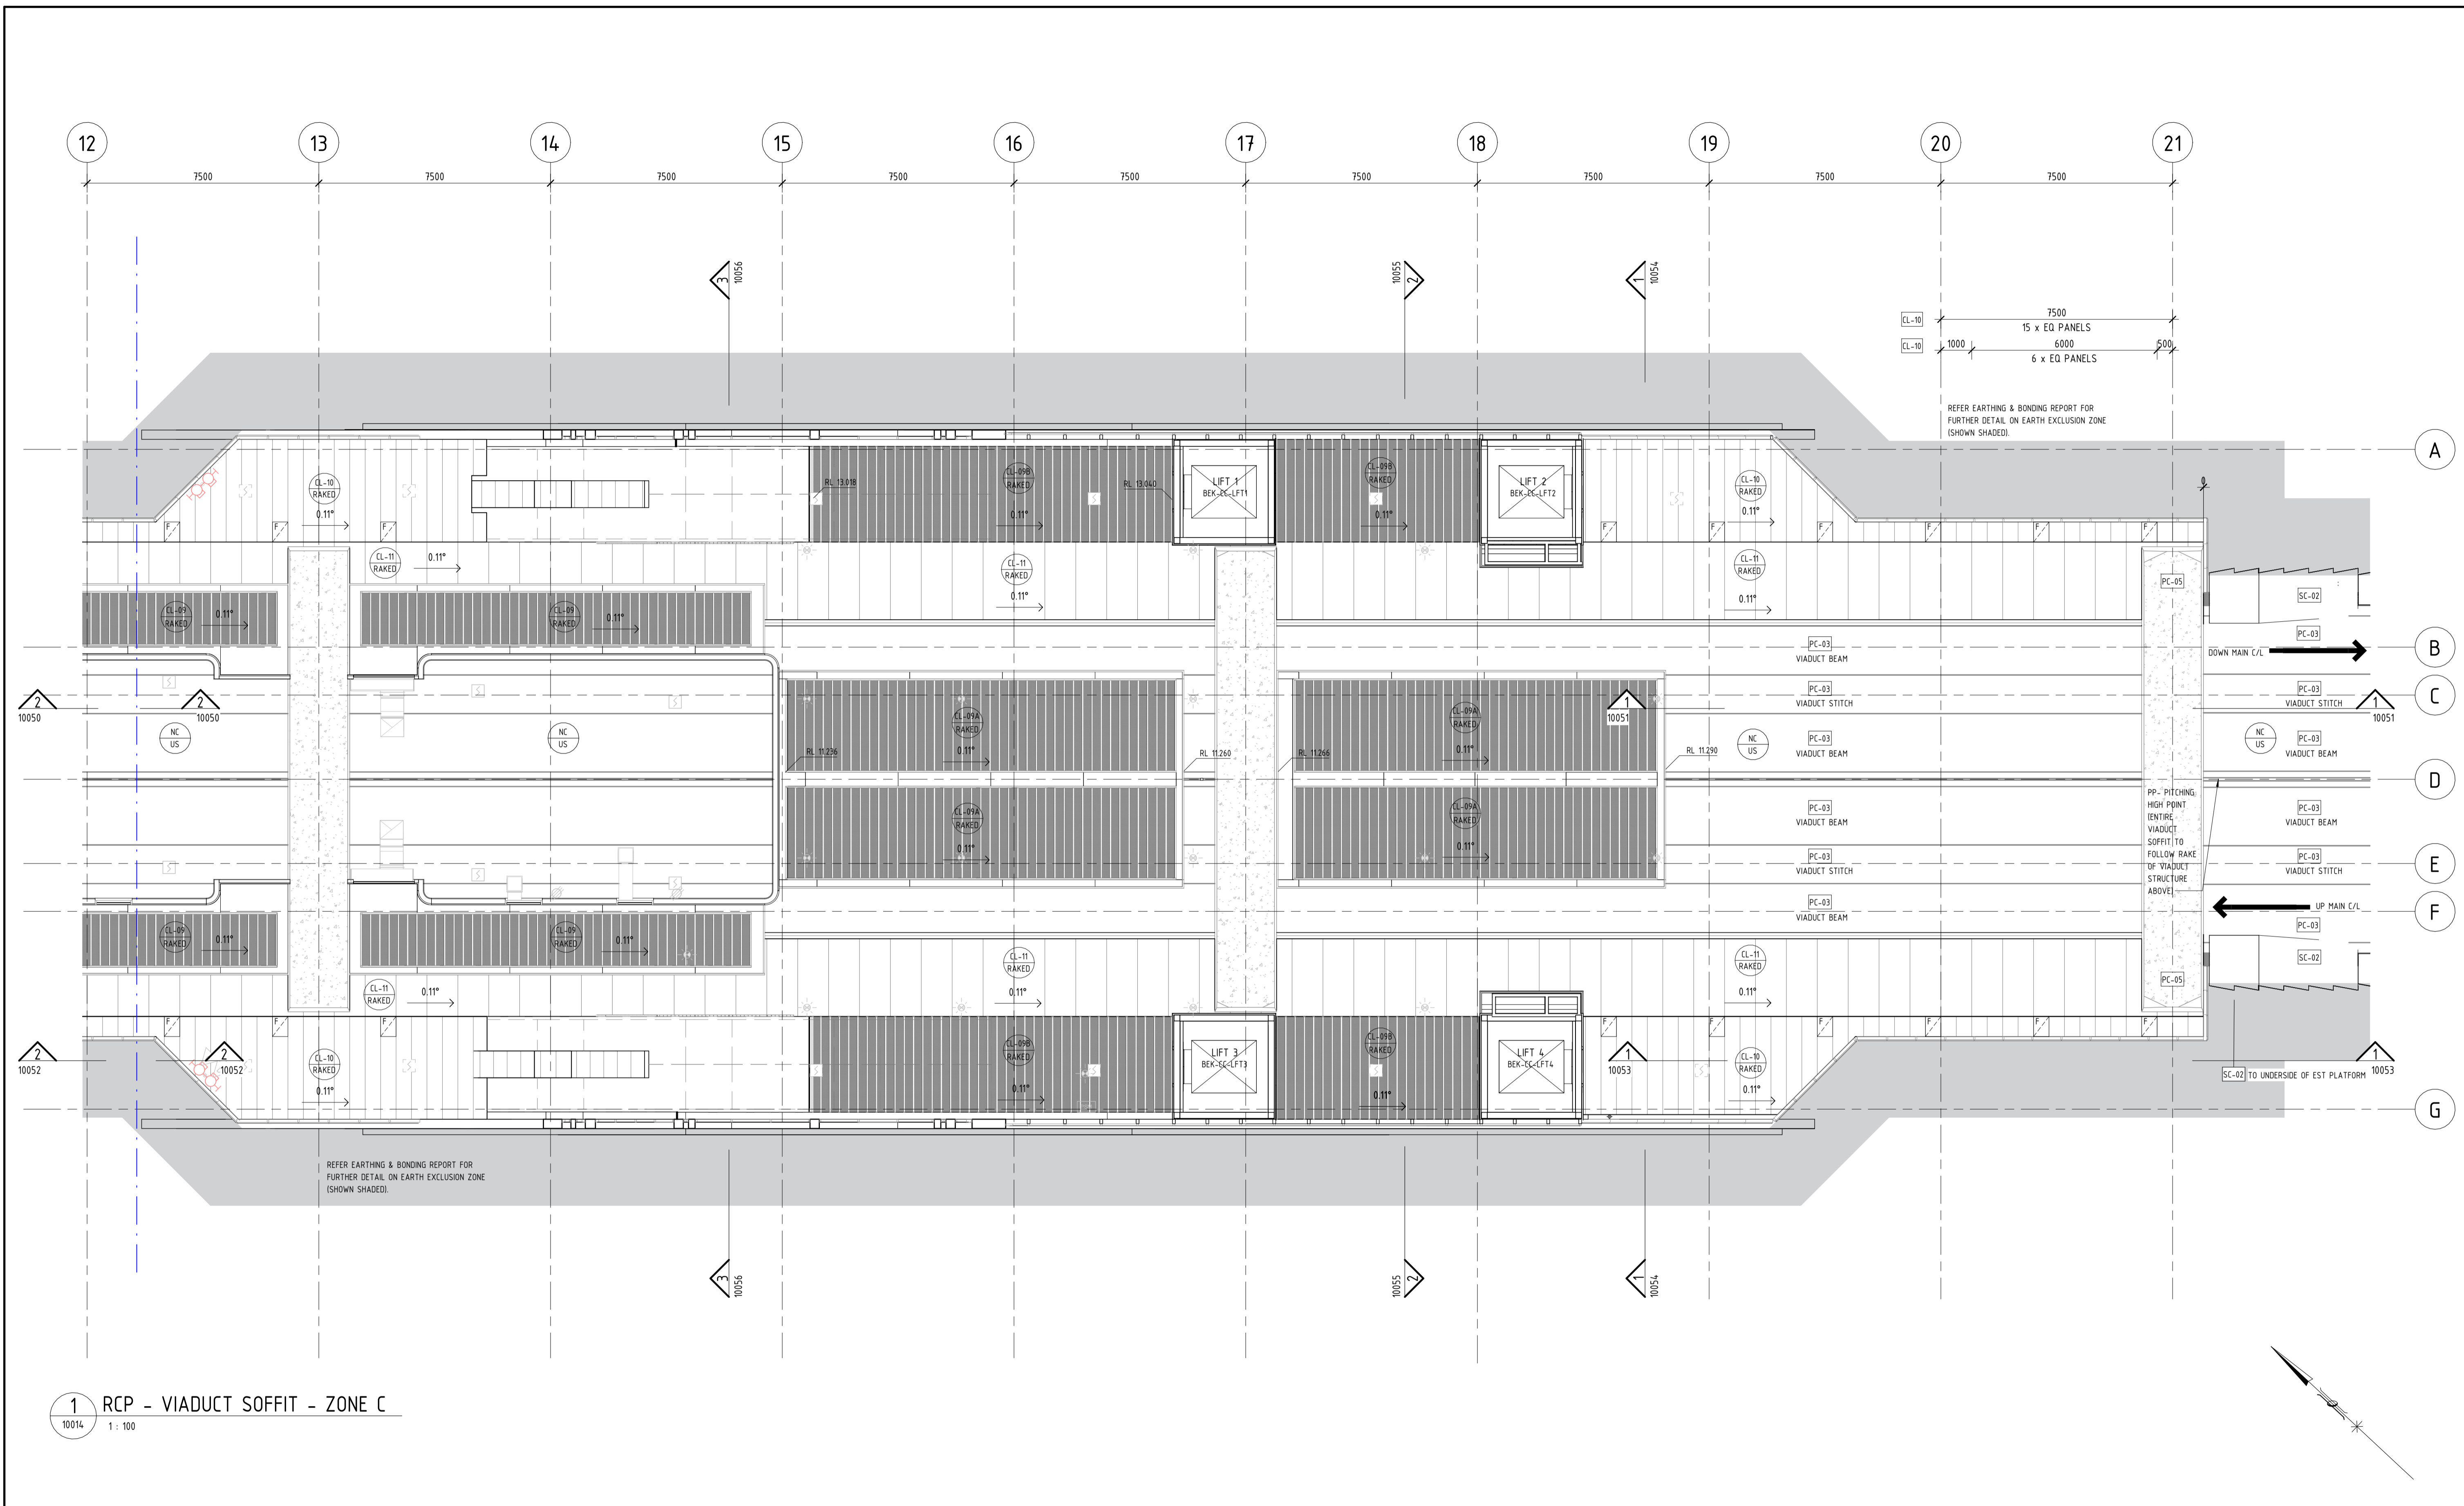 12
13
14
15
16
17
18
19
20
21
7500
7500
7500
7500
7500
7500
7500
7500
7500
3
10056
10055
2
1
10054
CL-10
7500
15 x EQ PANELS
CL-10
1000
6000
500
6 x EQ PANELS
REFER EARTHING & BONDING REPORT FOR
FURTHER DETAIL ON EARTH EXCLUSION ZONE
(SHOWN SHADED).
A
CL-10
RAKED
0.11°
RL 13.018
CL-09B
RAKED
0.11°
RL 13.040
LIFT 1
BEK-CC-LFT1
CL-09B
RAKED
0.11°
LIFT 2
BEK-CC-LFT2
CL-10
RAKED
0.11°
0
F
F
F
F
F
F
F
F
F
CL-11
RAKED
0.11°
CL-11
RAKED
0.11°
CL-11
RAKED
0.11°
PC-05
SC-02
CL-09
RAKED
0.11°
CL-09
RAKED
0.11°
PC-03
VIADUCT BEAM
PC-03
DOWN MAIN C/L
B
2
10050
2
10050
CL-09A
RAKED
0.11°
CL-09A
RAKED
0.11°
1
10051
PC-03
VIADUCT STITCH
PC-03
VIADUCT STITCH
1
10051
C
NC
US
NC
US
RL 11.236
RL 11.260
RL 11.266
RL 11.290
NC
US
PC-03
VIADUCT BEAM
NC
US
PC-03
VIADUCT BEAM
D
PP- PITCHING
HIGH POINT
(ENTIRE
VIADUCT
SOFFIT TO
FOLLOW RAKE
OF VIADUCT
STRUCTURE
ABOVE)
CL-09A
RAKED
0.11°
CL-09A
RAKED
0.11°
PC-03
VIADUCT BEAM
PC-03
VIADUCT BEAM
PC-03
VIADUCT STITCH
PC-03
VIADUCT STITCH
E
CL-09
RAKED
0.11°
CL-09
RAKED
0.11°
PC-03
VIADUCT BEAM
UP MAIN C/L
PC-03
F
CL-11
RAKED
0.11°
CL-11
RAKED
0.11°
CL-11
RAKED
0.11°
PC-05
SC-02
F
F
F
F
F
F
F
F
F
2
10052
2
10052
CL-10
RAKED
0.11°
CL-09B
RAKED
0.11°
LIFT 3
BEK-CC-LFT3
CL-09B
RAKED
0.11°
LIFT 4
BEK-CC-LFT4
1
10053
CL-10
RAKED
0.11°
SC-02 TO UNDERSIDE OF EST PLATFORM
1
10053
G
REFER EARTHING & BONDING REPORT FOR
FURTHER DETAIL ON EARTH EXCLUSION ZONE
(SHOWN SHADED).
3
10056
10055
2
1
10054
1
10014
RCP - VIADUCT SOFFIT - ZONE C
1 : 100